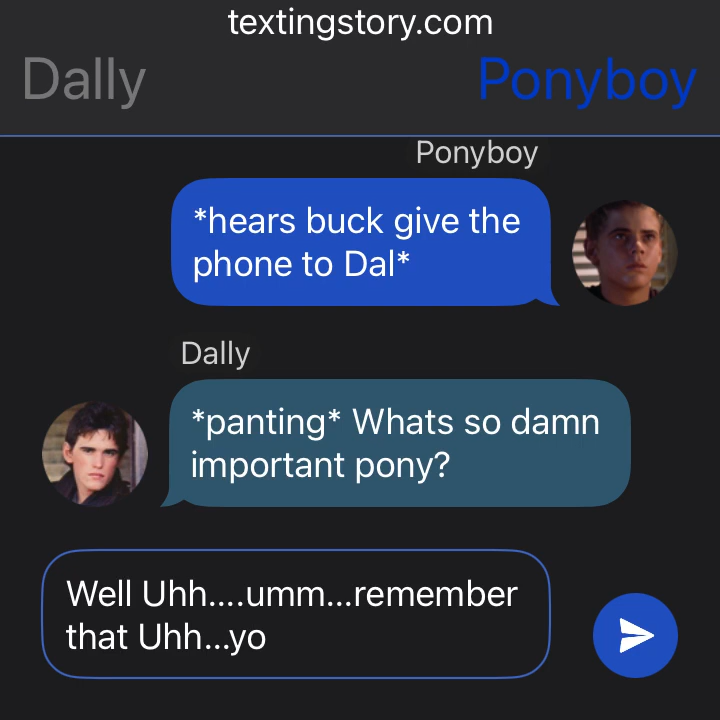 textingstory.com
Dally Ponyboy
Ponyboy
*hears buck give the
phone to Dal*
Dally
*panting* Whats so damn
important pony?
Well Uhh....umm...remember
that Uhh...yo